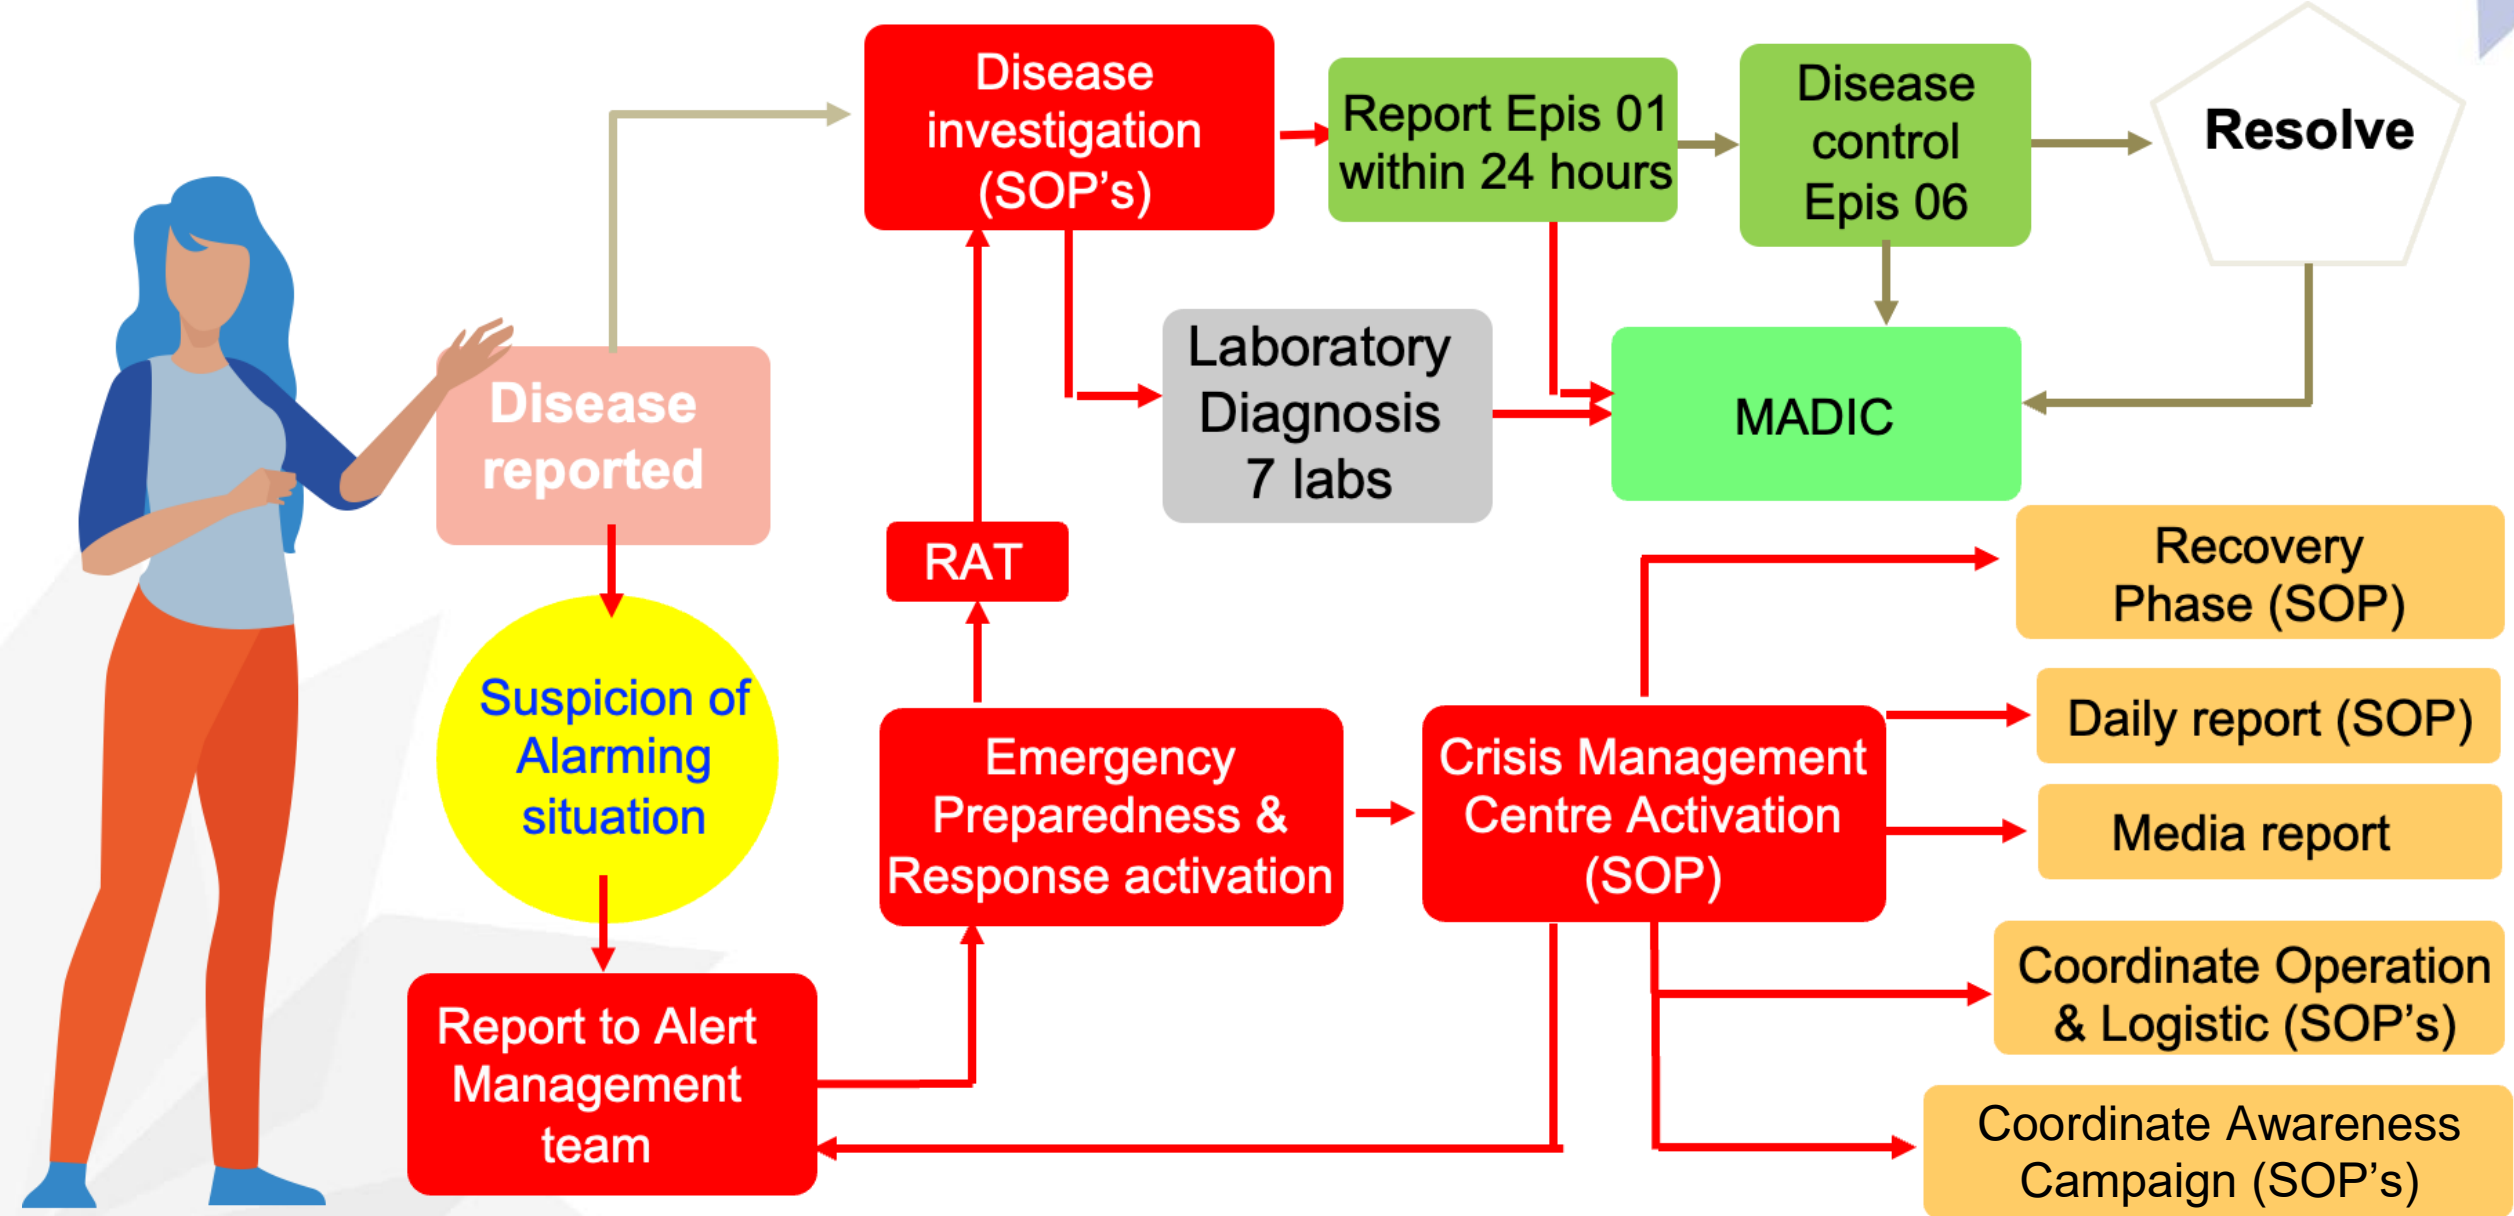 Disease
investigation
(SOP's)
Report Epis 01
within 24 hours
Disease
control
Epis 06
Resolve
Disease
reported
Laboratory
Diagnosis
7 labs
MADIC
RAT
Recovery
Phase (SOP)
Suspicion of
Alarming
situation
Emergency
Preparedness &
Response activation
Crisis Management
Centre Activation
(SOP)
Daily report (SOP)
Media report
Report to Alert
Management
team
Coordinate Operation
& Logistic (SOP's)
Coordinate Awareness
Campaign (SOP's)